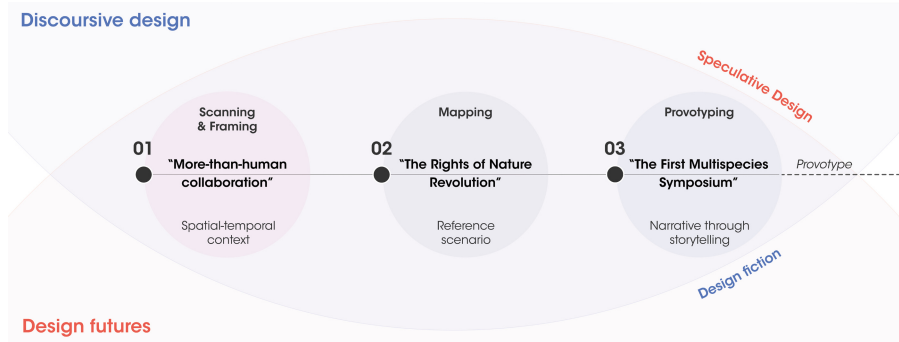 Discoursive design
Speculative Design
Scanning
& Framing
Mapping
Provotyping
01
02
03
“More-than-human
collaboration”
“The Rights of Nature
Revolution”
“The First Multispecies
Symposium”
Provotype
Spatial-temporal
context
Reference
scenario
Narrative through
storytelling
Design fiction
Design futures